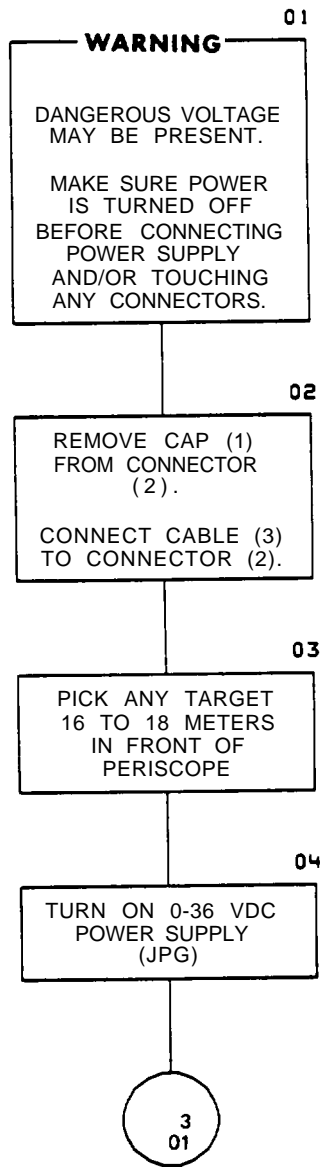 01
WARNING
DANGEROUS VOLTAGE
MAY BE PRESENT.
MAKE SURE POWER
IS TURNED OFF
BEFORE CONNECTING
POWER SUPPLY
AND/OR TOUCHING
ANY CONNECTORS.
02
REMOVE CAP (1)
FROM CONNECTOR
(2).
CONNECT CABLE (3)
TO CONNECTOR (2).
03
PICK ANY TARGET
16 TO 18 METERS
IN FRONT OF
PERISCOPE
04
TURN ON 0-36 VDC
POWER SUPPLY
(JPG)
3
01